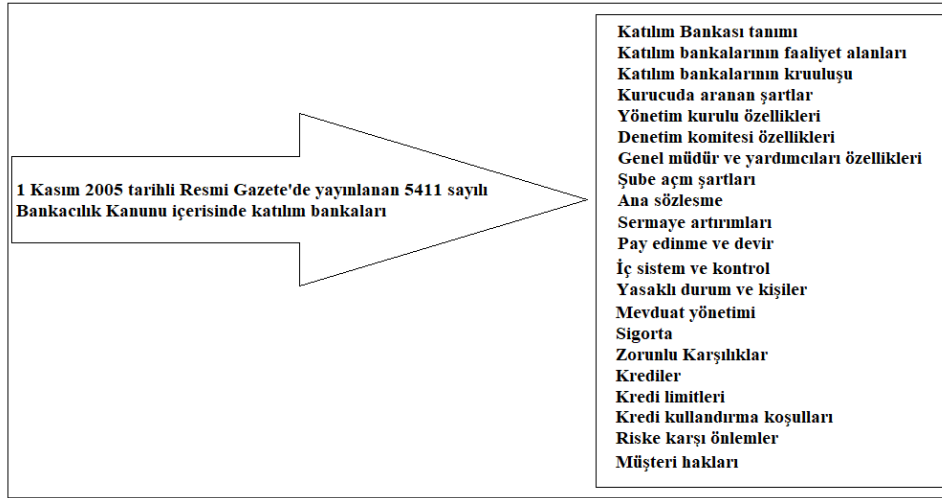 1 Kasım 2005 tarihli Resmi Gazete'de yayınlanan 5411 sayılı
Bankacılık Kanunu içerisinde katılım bankaları
Katılım Bankası tanımı
Katılım bankalarının faaliyet alanları
Katılım bankalarının kruuluşu
Kurucuda aranan şartlar
Yönetim kurulu özellikleri
Denetim komitesi özellikleri
Genel müdür ve yardımcıları özellikleri
Şube açm şartları
Ana sözlesme
Sermaye artırımları
Pay edinme ve devir
İç sistem ve kontrol
Yasaklı durum ve kişiler
Mevduat yönetimi
Sigorta
Zorunlu Karşılıklar
Krediler
Kredi limitleri
Kredi kullandırma koşulları
Riske karşı önlemler
Müşteri hakları